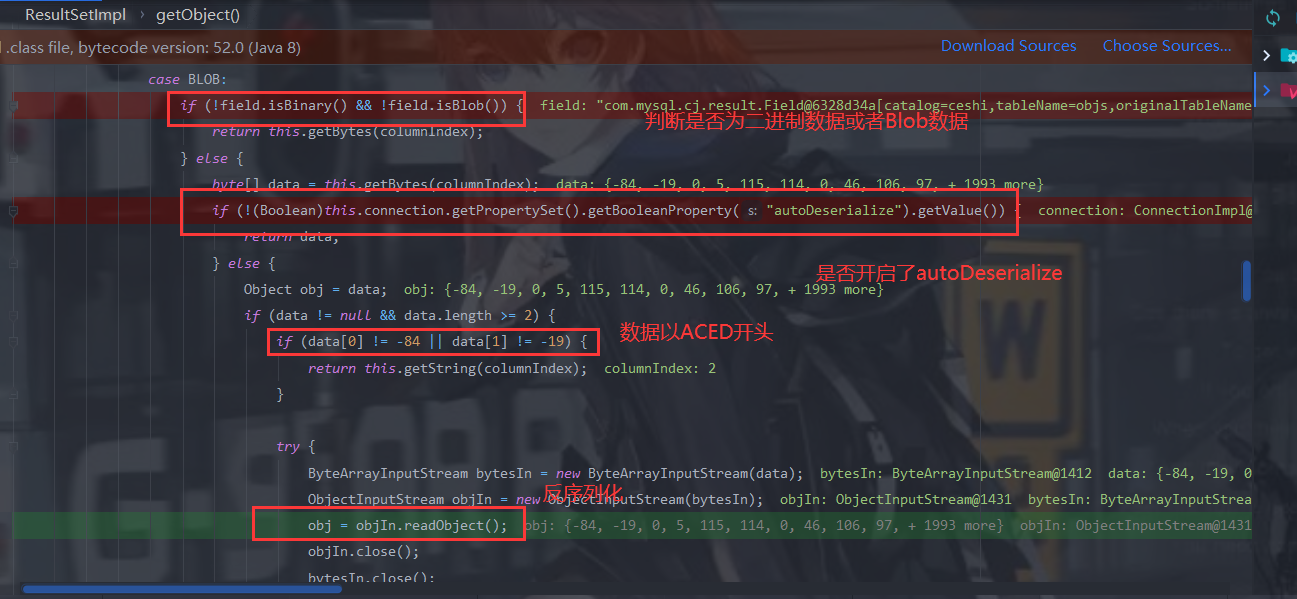 ResultSetImpl › getObject()
.class file, bytecode version: 52.0 (Java 8) Download Sources Choose Sources...
case BLOB:
if (!field.isBinary() && !field.isBlob()) { field: "com.mysql.cj.result.Field@6328d34a[catalog=ceshi,tableName=objs,originalTableName
判断是否为二进制数据或者Blob数据
return this.getBytes(columnIndex);
} else {
byte[] data = this.getBytes(columnIndex); data: {-84, -19, 0, 5, 115, 114, 0, 46, 106, 97, + 1993 more}
if (!(Boolean)this.connection.getPropertySet().getBooleanProperty( s: "autoDeserialize").getValue()) { connection: ConnectionImpl@
return data;
} else {
是否开启了autoDeserialize
Object obj = data; obj: {-84, -19, 0, 5, 115, 114, 0, 46, 106, 97, + 1993 more}
if (data != null && data.length >= 2) {
数据以ACED开头
if (data[0] != -84 || data[1] != -19) {
return this.getString(columnIndex); columnIndex: 2
}
try {
ByteArrayInputStream bytesIn = new ByteArrayInputStream(data); bytesIn: ByteArrayInputStream@1412 data: {-84, -19, 0
反序列化
ObjectInputStream objIn = new ObjectInputStream(bytesIn); objIn: ObjectInputStream@1431 bytesIn: ByteArrayInputStrea
obj = objIn.readObject(); obj: {-84, -19, 0, 5, 115, 114, 0, 46, 106, 97, + 1993 more} objIn: ObjectInputStream@1431
objIn.close();
bytesIn.close();
W